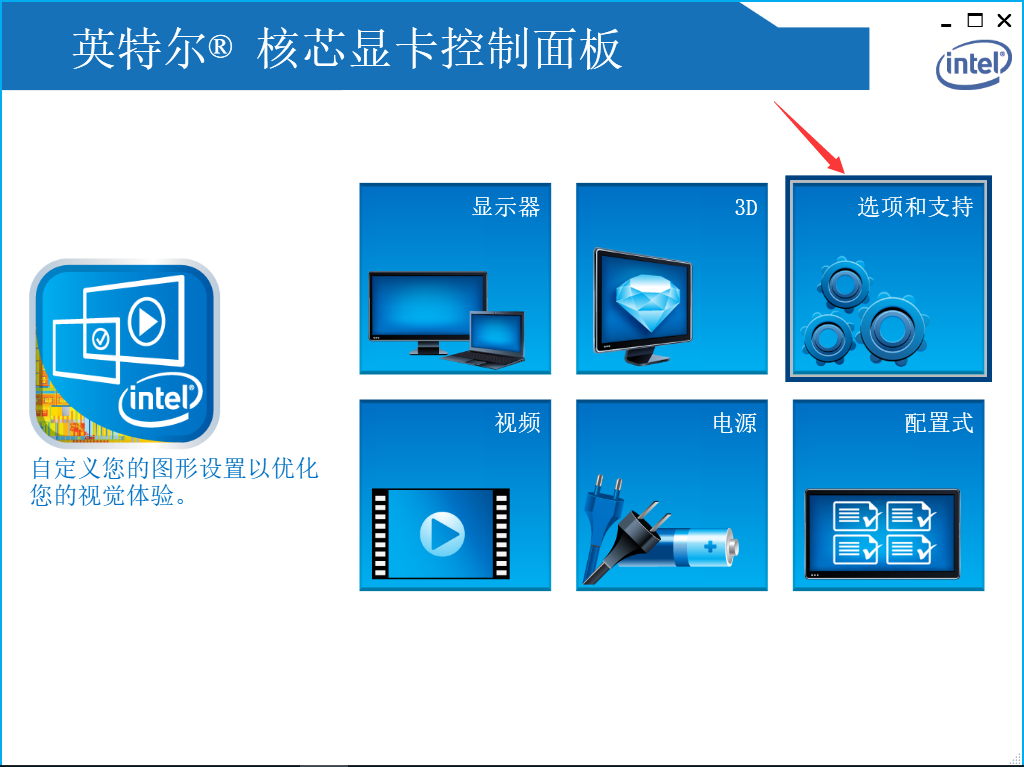 英特尔® 核芯显卡控制面板
intel®
显示器
3D
选项和支持
intel®
自定义您的图形设置以优化
您的视觉体验。
视频
电源
配置式